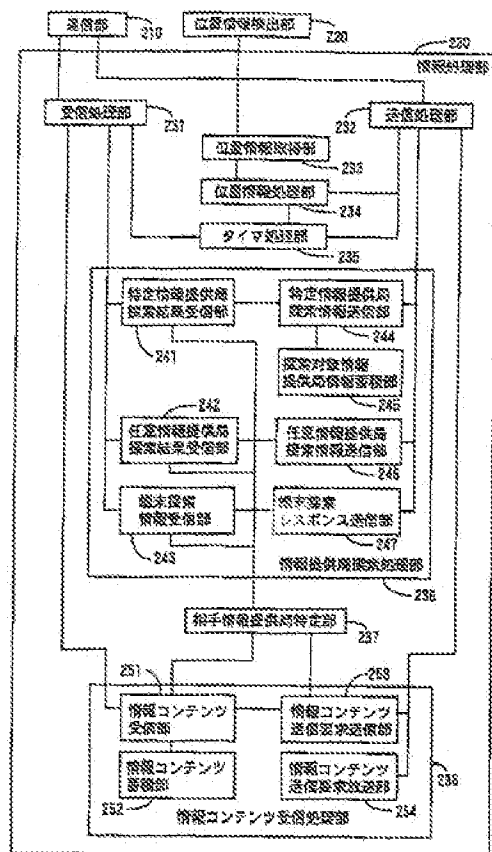 通信部
210
位置情報検出部
220
230
情報処理部
受信処理部
231
送信処理部
232
位置情報取得部
233
位置情報処理部
234
タイマ処理部
235
特定情報提供局
探索結果受信部
241
特定情報提供局
探索情報送信部
244
探索対象情報
提供局情報蓄積部
245
242
任意情報提供局
探索結果受信部
任意情報提供局
探索情報送信部
246
端末探索
情報受信部
243
端末探索
レスポンス送信部
247
情報提供局探索処理部
236
相手情報提供局特定部
237
251
情報コンテンツ
受信部
253
情報コンテンツ
送信要求送信部
情報コンテンツ
蓄積部
252
情報コンテンツ
送信要求放送部
254
238
情報コンテンツ受信処理部